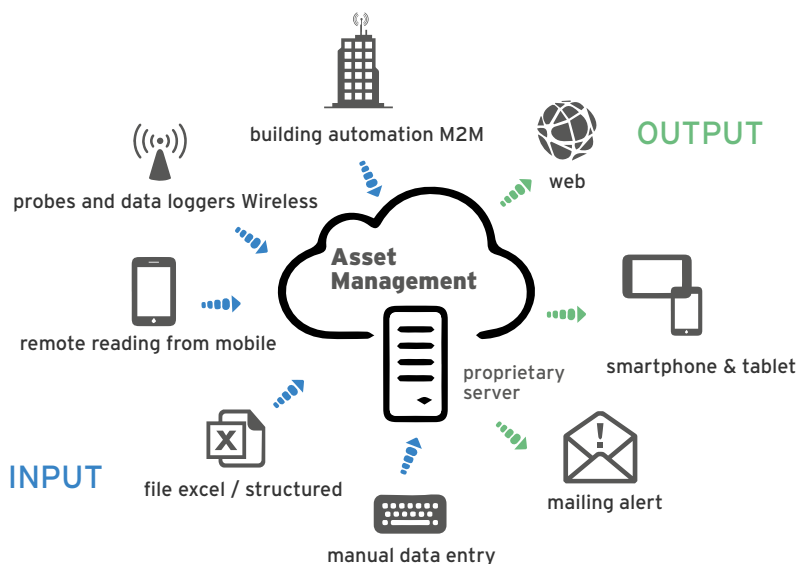 building automation M2M
OUTPUT
web
probes and data loggers Wireless
Asset
Management
remote reading from mobile
smartphone & tablet
proprietary
server
X
!
INPUT
file excel / structured
mailing alert
manual data entry